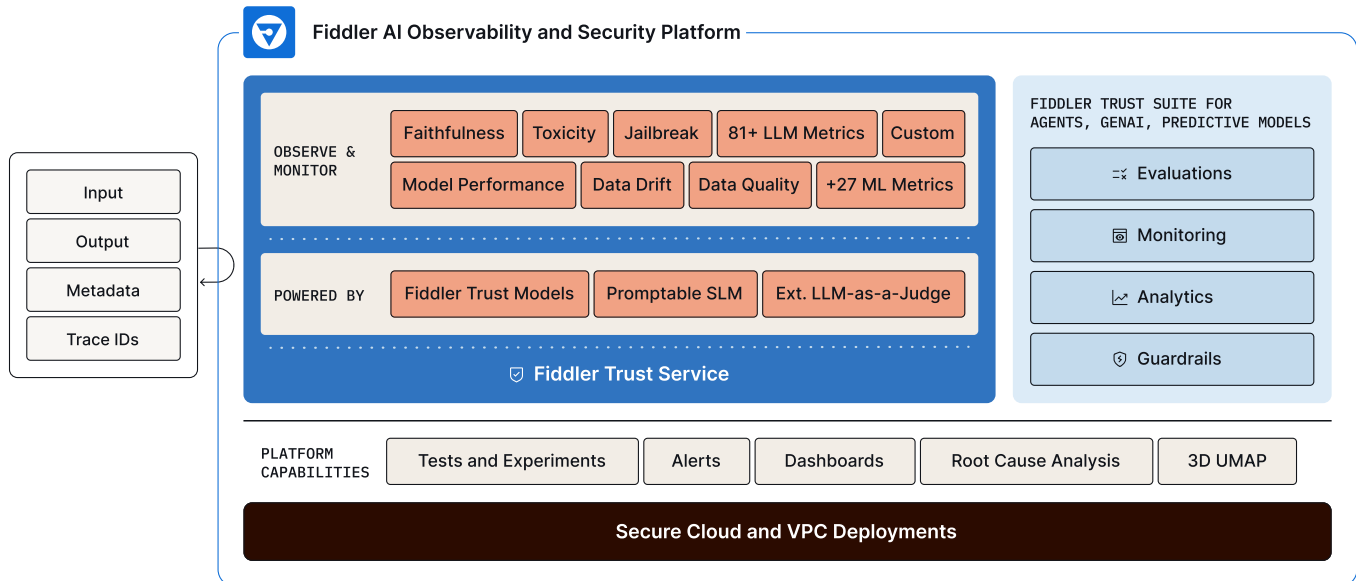 Fiddler AI Observability and Security Platform
Input
Output
Metadata
Trace IDs
OBSERVE &
MONITOR
Faithfulness
Toxicity
Jailbreak
81+ LLM Metrics
Custom
Model Performance
Data Drift
Data Quality
+27 ML Metrics
POWERED BY
Fiddler Trust Models
Promptable SLM
Ext. LLM-as-a-Judge
Fiddler Trust Service
FIDDLER TRUST SUITE FOR
AGENTS, GENAI, PREDICTIVE MODELS
Evaluations
Monitoring
Analytics
Guardrails
PLATFORM
CAPABILITIES
Tests and Experiments
Alerts
Dashboards
Root Cause Analysis
3D UMAP
Secure Cloud and VPC Deployments